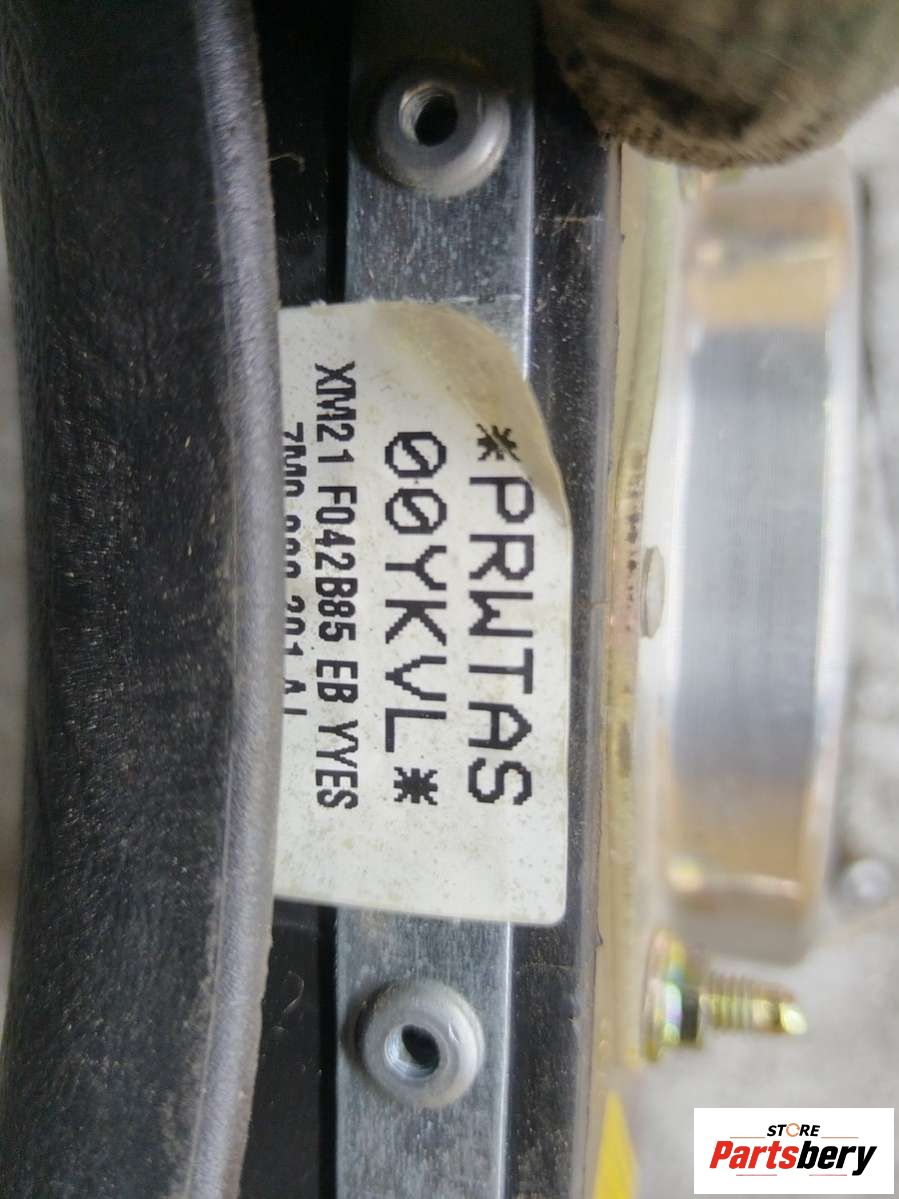 *PRWTAS
00YKVL*
XM21 F042B85 EB YYES
STORE
Partsbery